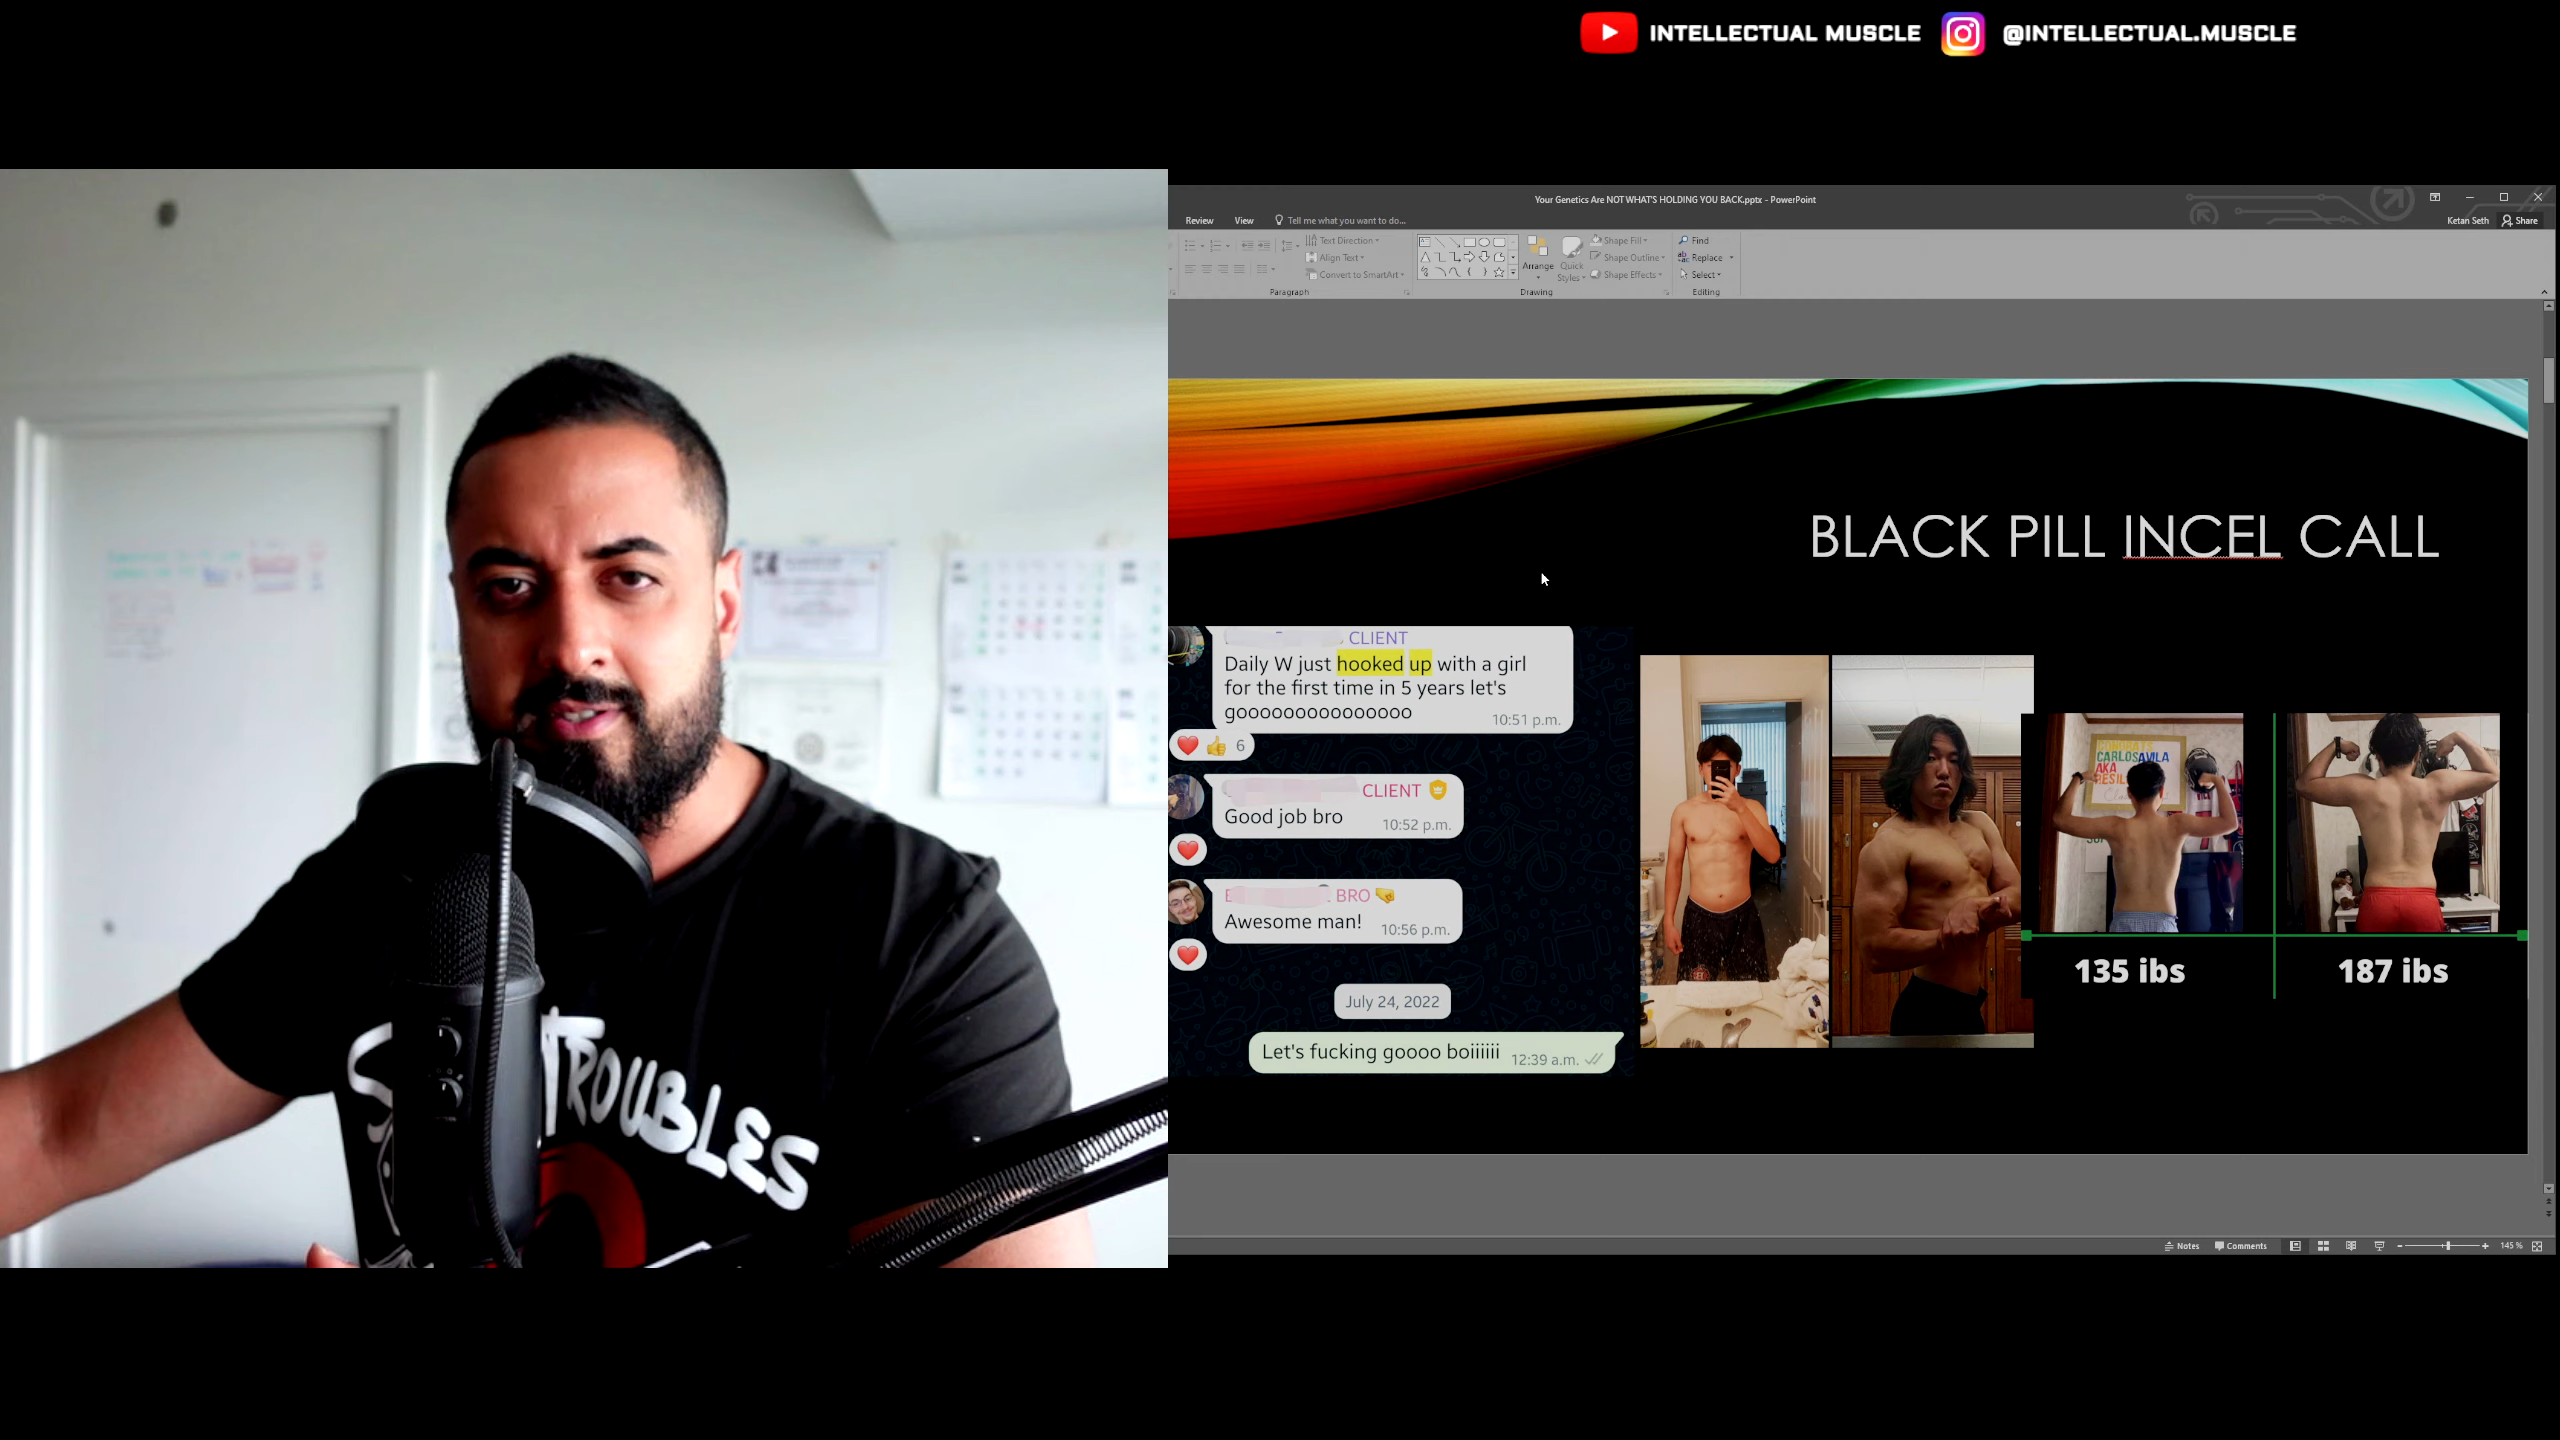 INTELLECTUAL MUSCLE
@INTELLECTUAL.MUSCLE
Your Genetics Are NOT WHAT'S HOLDING YOU BACK.pptx - PowerPoint
Review View Tell me what you want to do...
Ketan Seth Share
Text Direction
Align Text
Convert to SmartArt
Paragraph
Arrange
Quick Styles
Shape Fill
Shape Outline
Shape Effects
Drawing
Find
Replace
Select
Editing
BLACK PILL INCEL CALL
CLIENT
Daily W just hooked up with a girl
for the first time in 5 years let's
gooooooooooooooo
10:51 p.m.
6
CLIENT
Good job bro
10:52 p.m.
BRO
Awesome man!
10:56 p.m.
July 24, 2022
Let's fucking goooo boiiiiii
12:39 a.m.
CARLOS AVILA
AKA
135 ibs
187 ibs
TROUBLES
Notes Comments 145 %